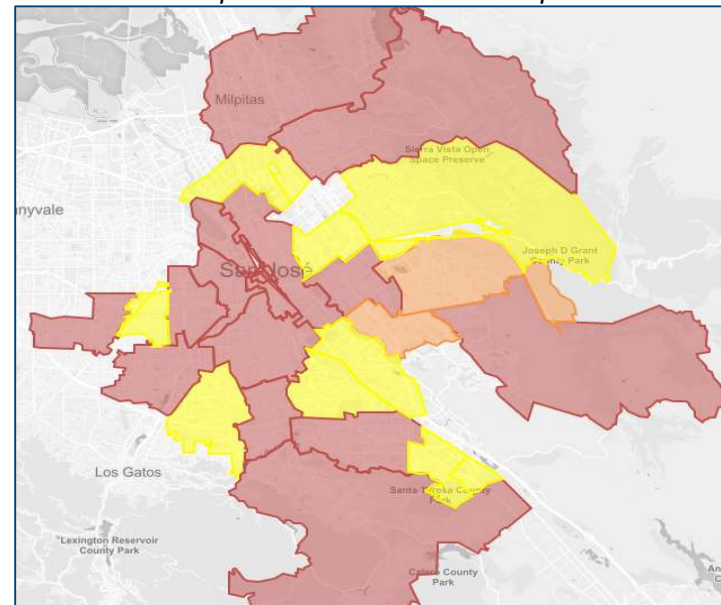 Milpitas
Sierra Vista Open
Space Preserve
nyvale
Joseph D Grant
County Park
San José
Los Gatos
Santa Teresa County
Park
Lexington Reservoir
County Park
Calero County
Park
An